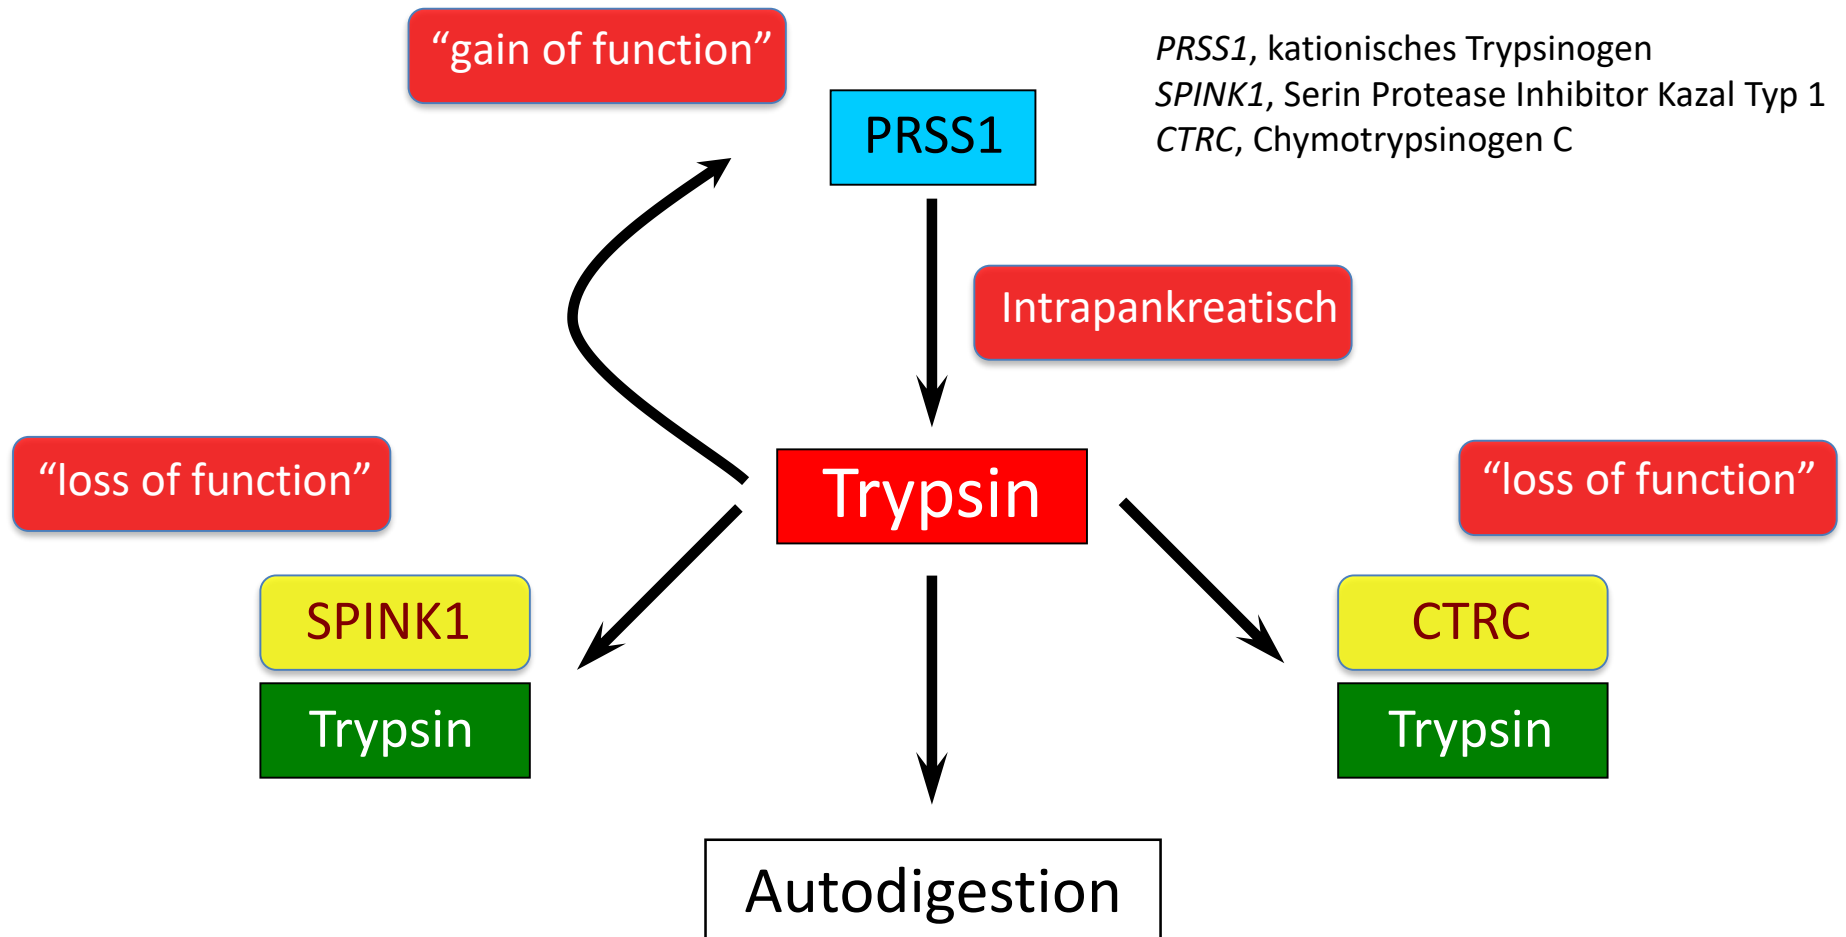 “gain of function”
PRSS1, kationisches Trypsinogen
SPINK1, Serin Protease Inhibitor Kazal Typ 1
CTRC, Chymotrypsinogen C
PRSS1
Intrapankreatisch
“loss of function”
Trypsin
“loss of function”
SPINK1
CTRC
Trypsin
Trypsin
Autodigestion